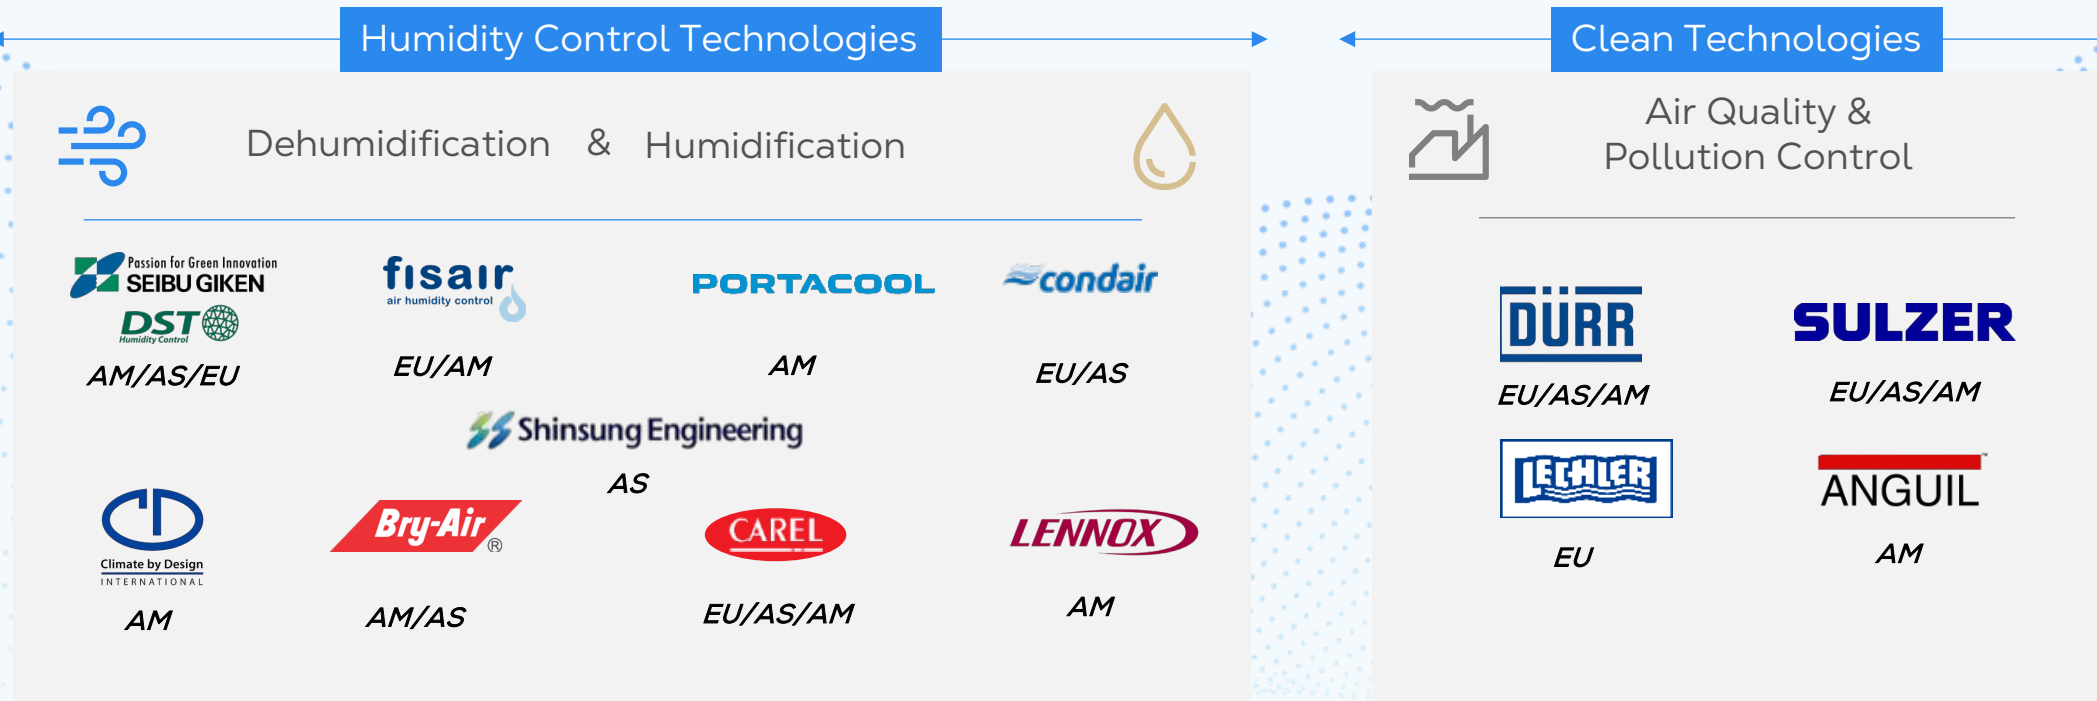 Humidity Control Technologies
Clean Technologies
Dehumidification & Humidification
Air Quality &
Pollution Control
Passion for Green Innovation
SEIBU GIKEN
DST
Humidity Control
AM/AS/EU
fısaır
air humidity control
EU/AM
PORTACOOL
AM
condair
EU/AS
Shinsung Engineering
AS
Climate by Design
INTERNATIONAL
AM
Bry-Air ®
AM/AS
CAREL
EU/AS/AM
LENNOX
AM
DÜRR
EU/AS/AM
SULZER
EU/AS/AM
LECHLER
EU
ANGUIL™
AM